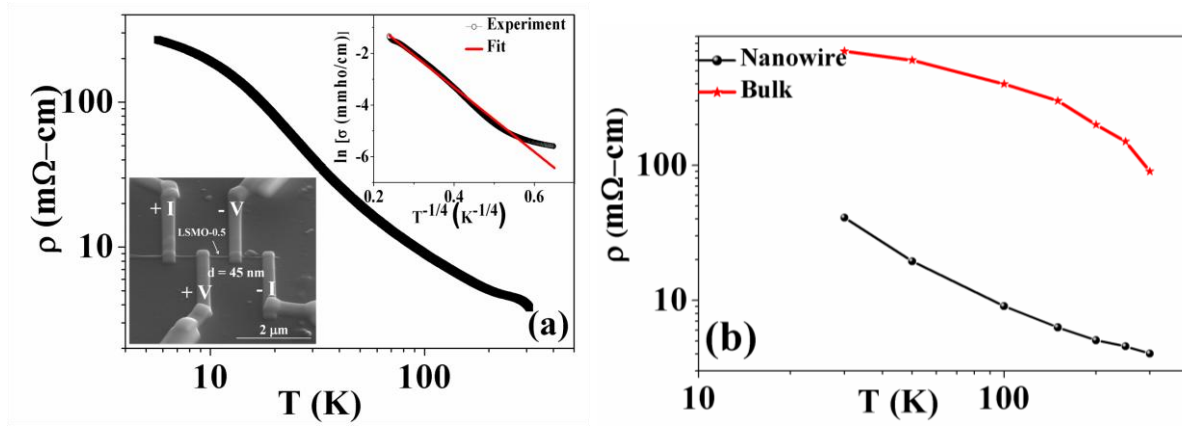 ρ (mΩ−cm)
100
10
10
100
T (K)
(a)
ln [σ (mmho/cm)]
-2
-4
-6
0.2
0.4
0.6
T-1/4 (K-1/4)
Experiment
Fit
+ I
- V
LSMO-0.5
d = 45 nm
+ V
- I
2 μm
ρ (mΩ−cm)
100
10
10
100
T (K)
(b)
Nanowire
Bulk